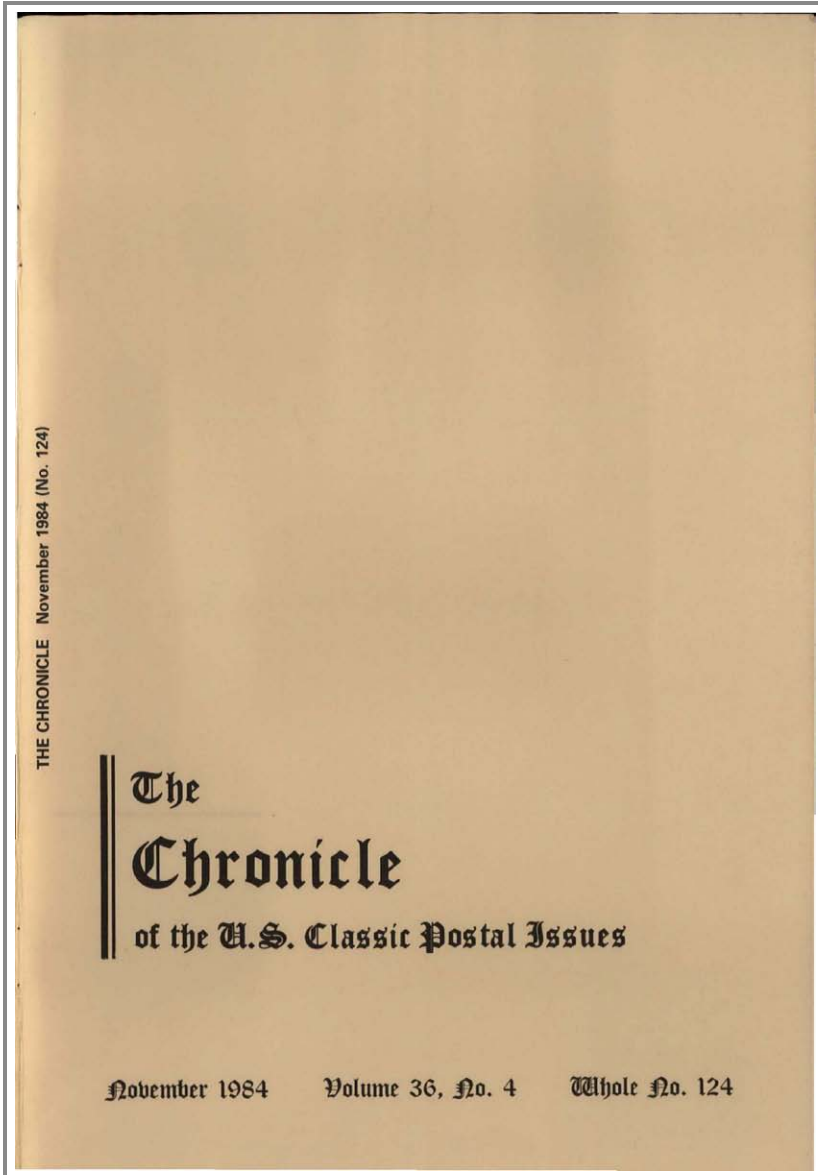 THE CHRONICLE November 1984 (No. 124)
The
Chronicle
of the U.S. Classic Postal Issues
November 1984 Volume 36, No. 4 Whole No. 124